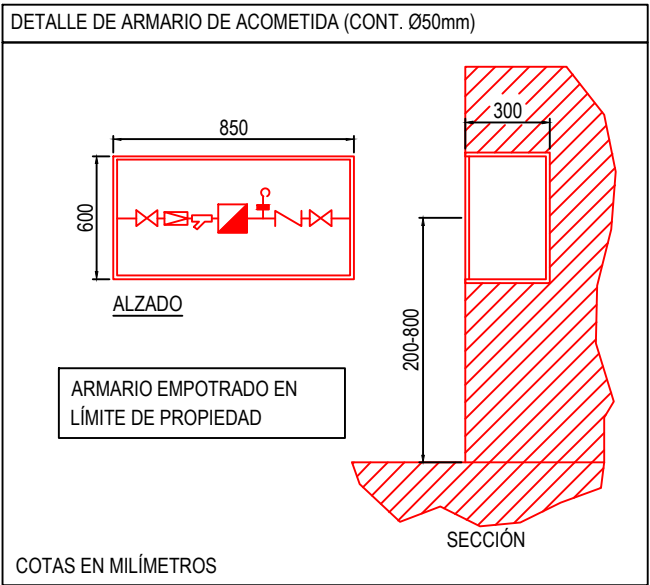 DETALLE DE ARMARIO DE ACOMETIDA (CONT. Ø50mm)
850
300
600
ALZADO
200-800
ARMARIO EMPOTRADO EN
LÍMITE DE PROPIEDAD
SECCIÓN
COTAS EN MILÍMETROS